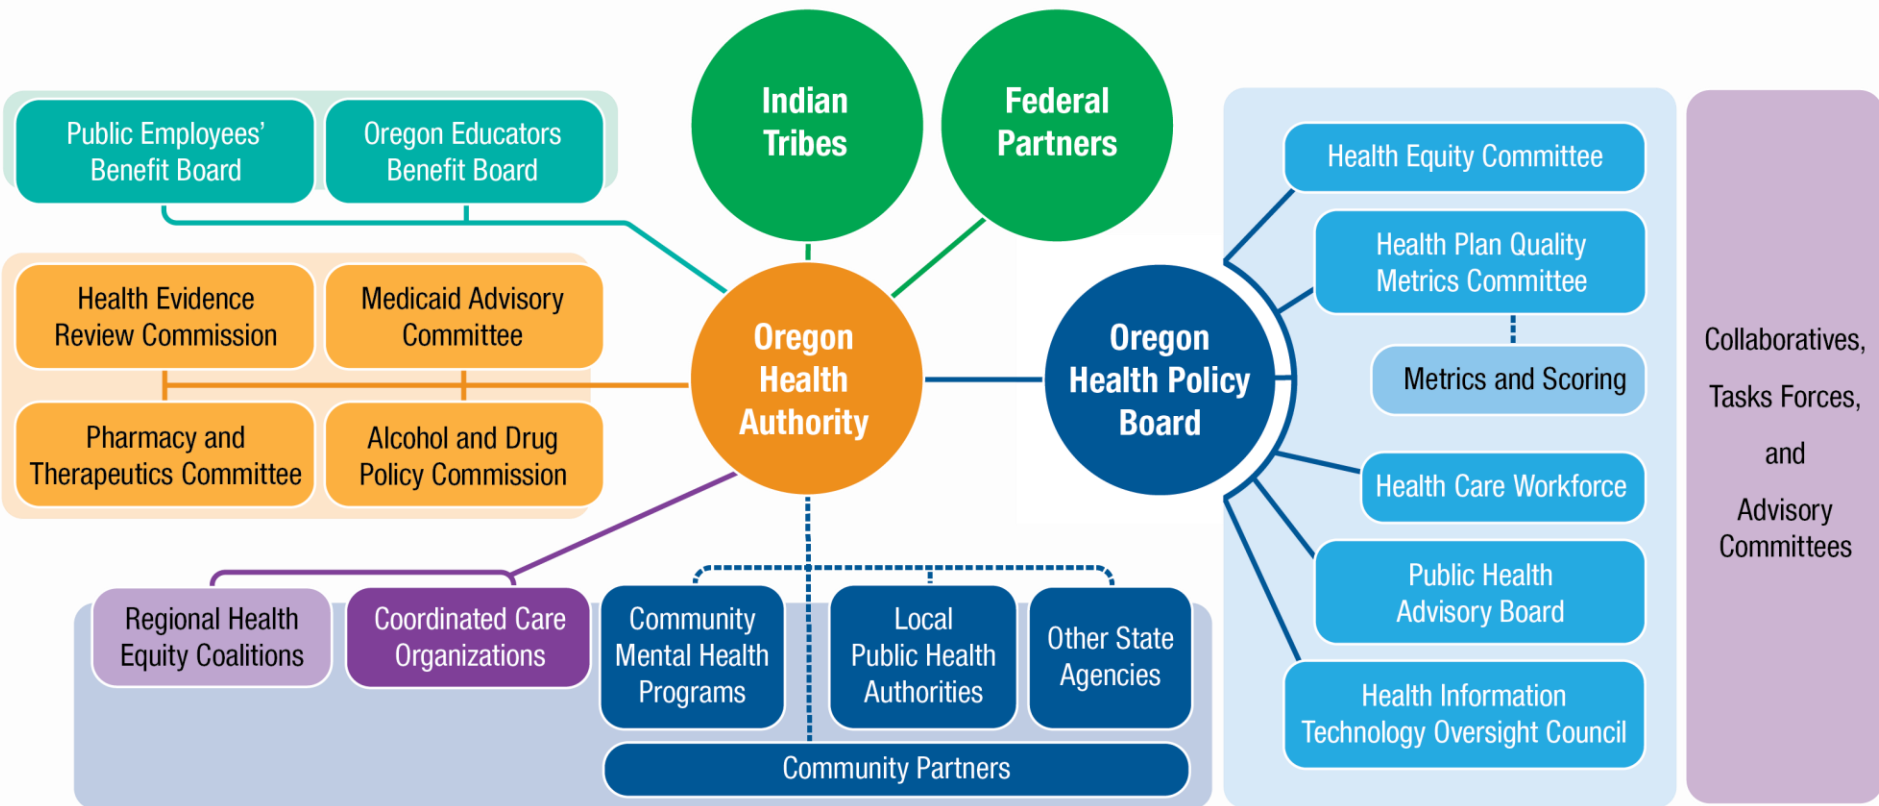 Indian
Tribes
Federal
Partners
Public Employees’
Benefit Board
Oregon Educators
Benefit Board
Health Evidence
Review Commission
Medicaid Advisory
Committee
Pharmacy and
Therapeutics Committee
Alcohol and Drug
Policy Commission
Oregon
Health
Authority
Oregon
Health Policy
Board
Health Equity Committee
Health Plan Quality
Metrics Committee
Metrics and Scoring
Health Care Workforce
Public Health
Advisory Board
Health Information
Technology Oversight Council
Collaboratives,
Tasks Forces,
and
Advisory
Committees
Regional Health
Equity Coalitions
Coordinated Care
Organizations
Community
Mental Health
Programs
Local
Public Health
Authorities
Other State
Agencies
Community Partners